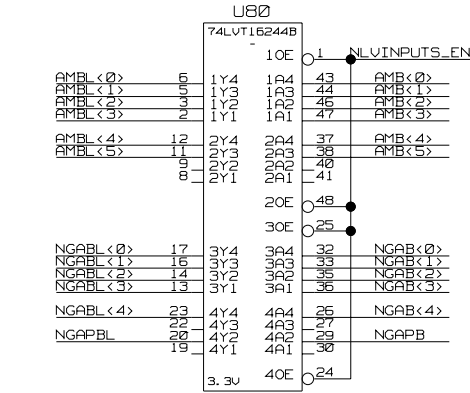 U80
74LVT16244B
-
1OE 1 NLVINPUTS_EN
AMBL<0> 6 1Y4 1A4 43 AMB<0>
AMBL<1> 5 1Y3 1A3 44 AMB<1>
AMBL<2> 3 1Y2 1A2 46 AMB<2>
AMBL<3> 2 1Y1 1A1 47 AMB<3>
AMBL<4> 12 2Y4 2A4 37 AMB<4>
AMBL<5> 11 2Y3 2A3 38 AMB<5>
9 2Y2 2A2 40
8 2Y1 2A1 41
2OE 48
3OE 25
NGABL<0> 17 3Y4 3A4 32 NGAB<0>
NGABL<1> 16 3Y3 3A3 33 NGAB<1>
NGABL<2> 14 3Y2 3A2 35 NGAB<2>
NGABL<3> 13 3Y1 3A1 36 NGAB<3>
NGABL<4> 23 4Y4 4A4 26 NGAB<4>
22 4Y3 4A3 27
NGAPBL 20 4Y2 4A2 29 NGAPB
19 4Y1 4A1 30
4OE 24
3.3V